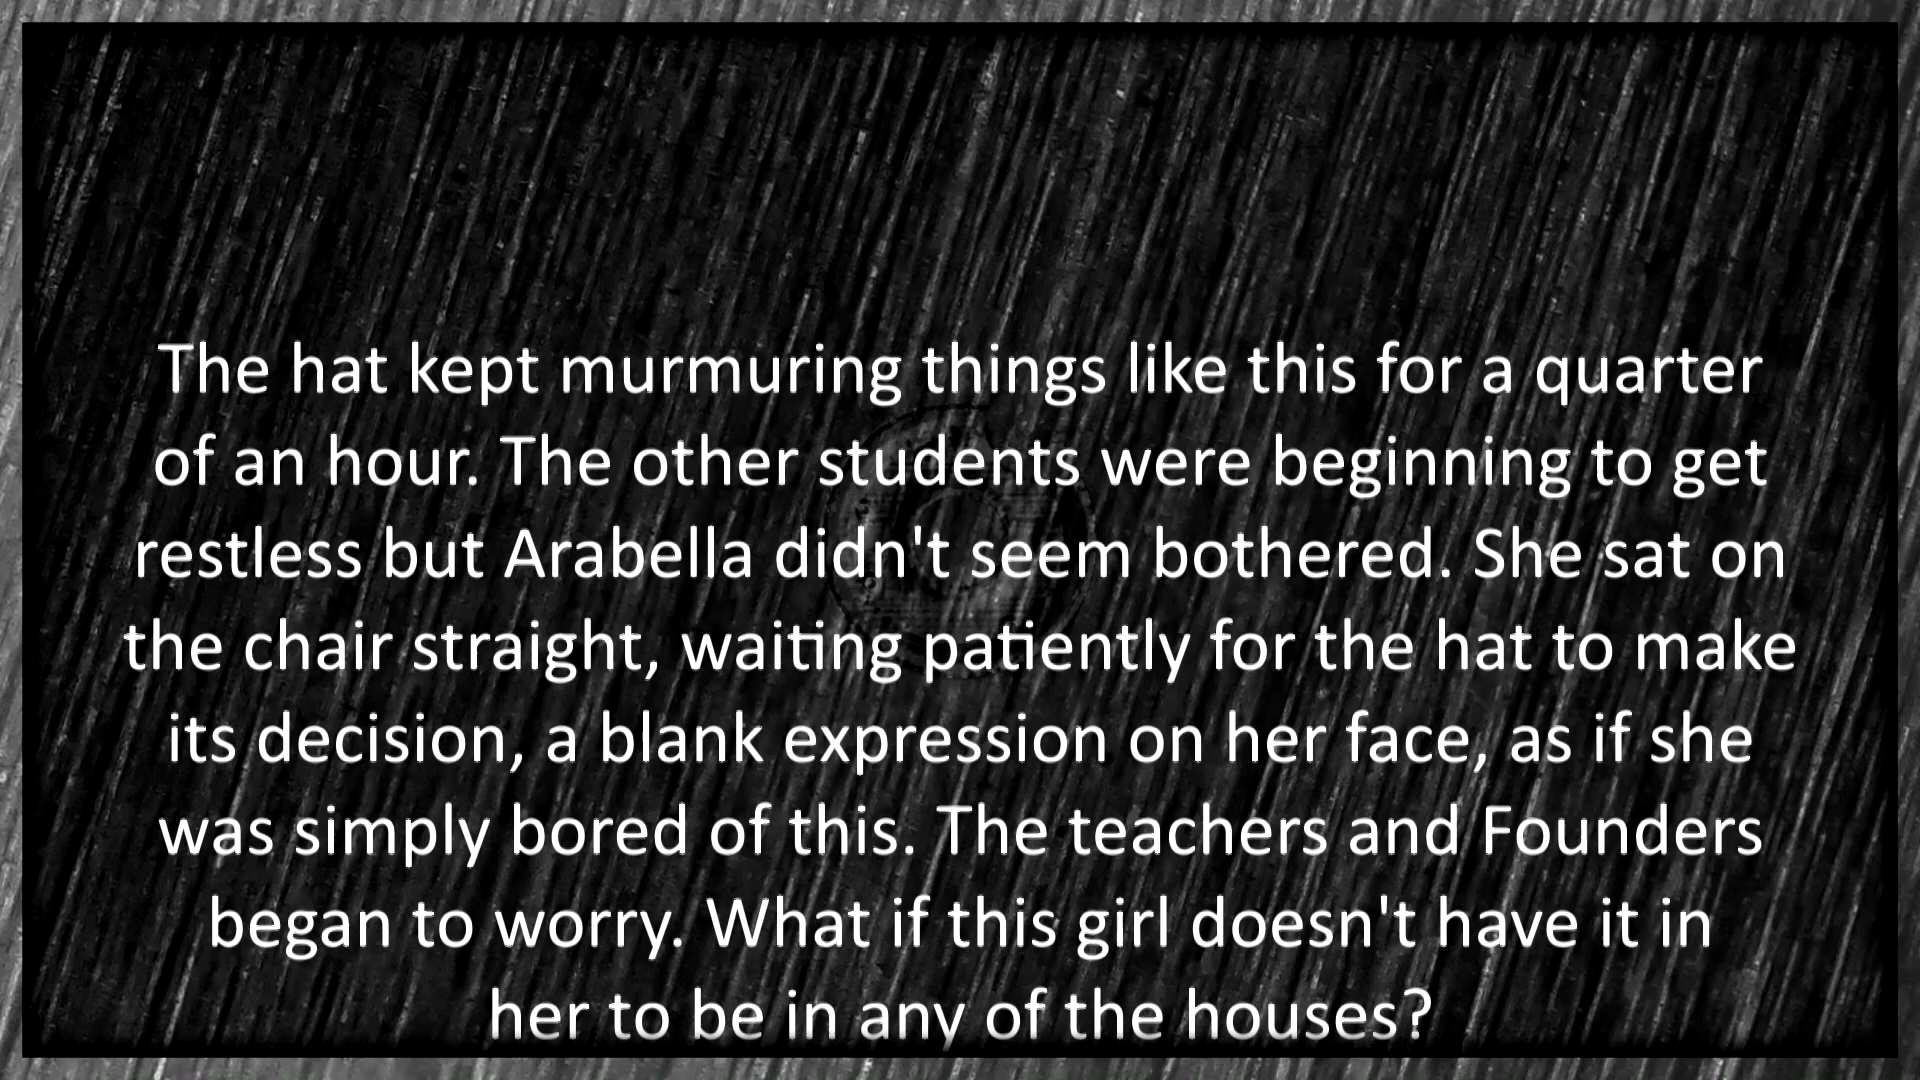 The hat kept murmuring things like this for a quarter
of an hour. The other students were beginning to get
restless but Arabella didn't seem bothered. She sat on
the chair straight, waiting patiently for the hat to make
its decision, a blank expression on her face, as if she
was simply bored of this. The teachers and Founders
began to worry. What if this girl doesn't have it in
her to be in any of the houses?